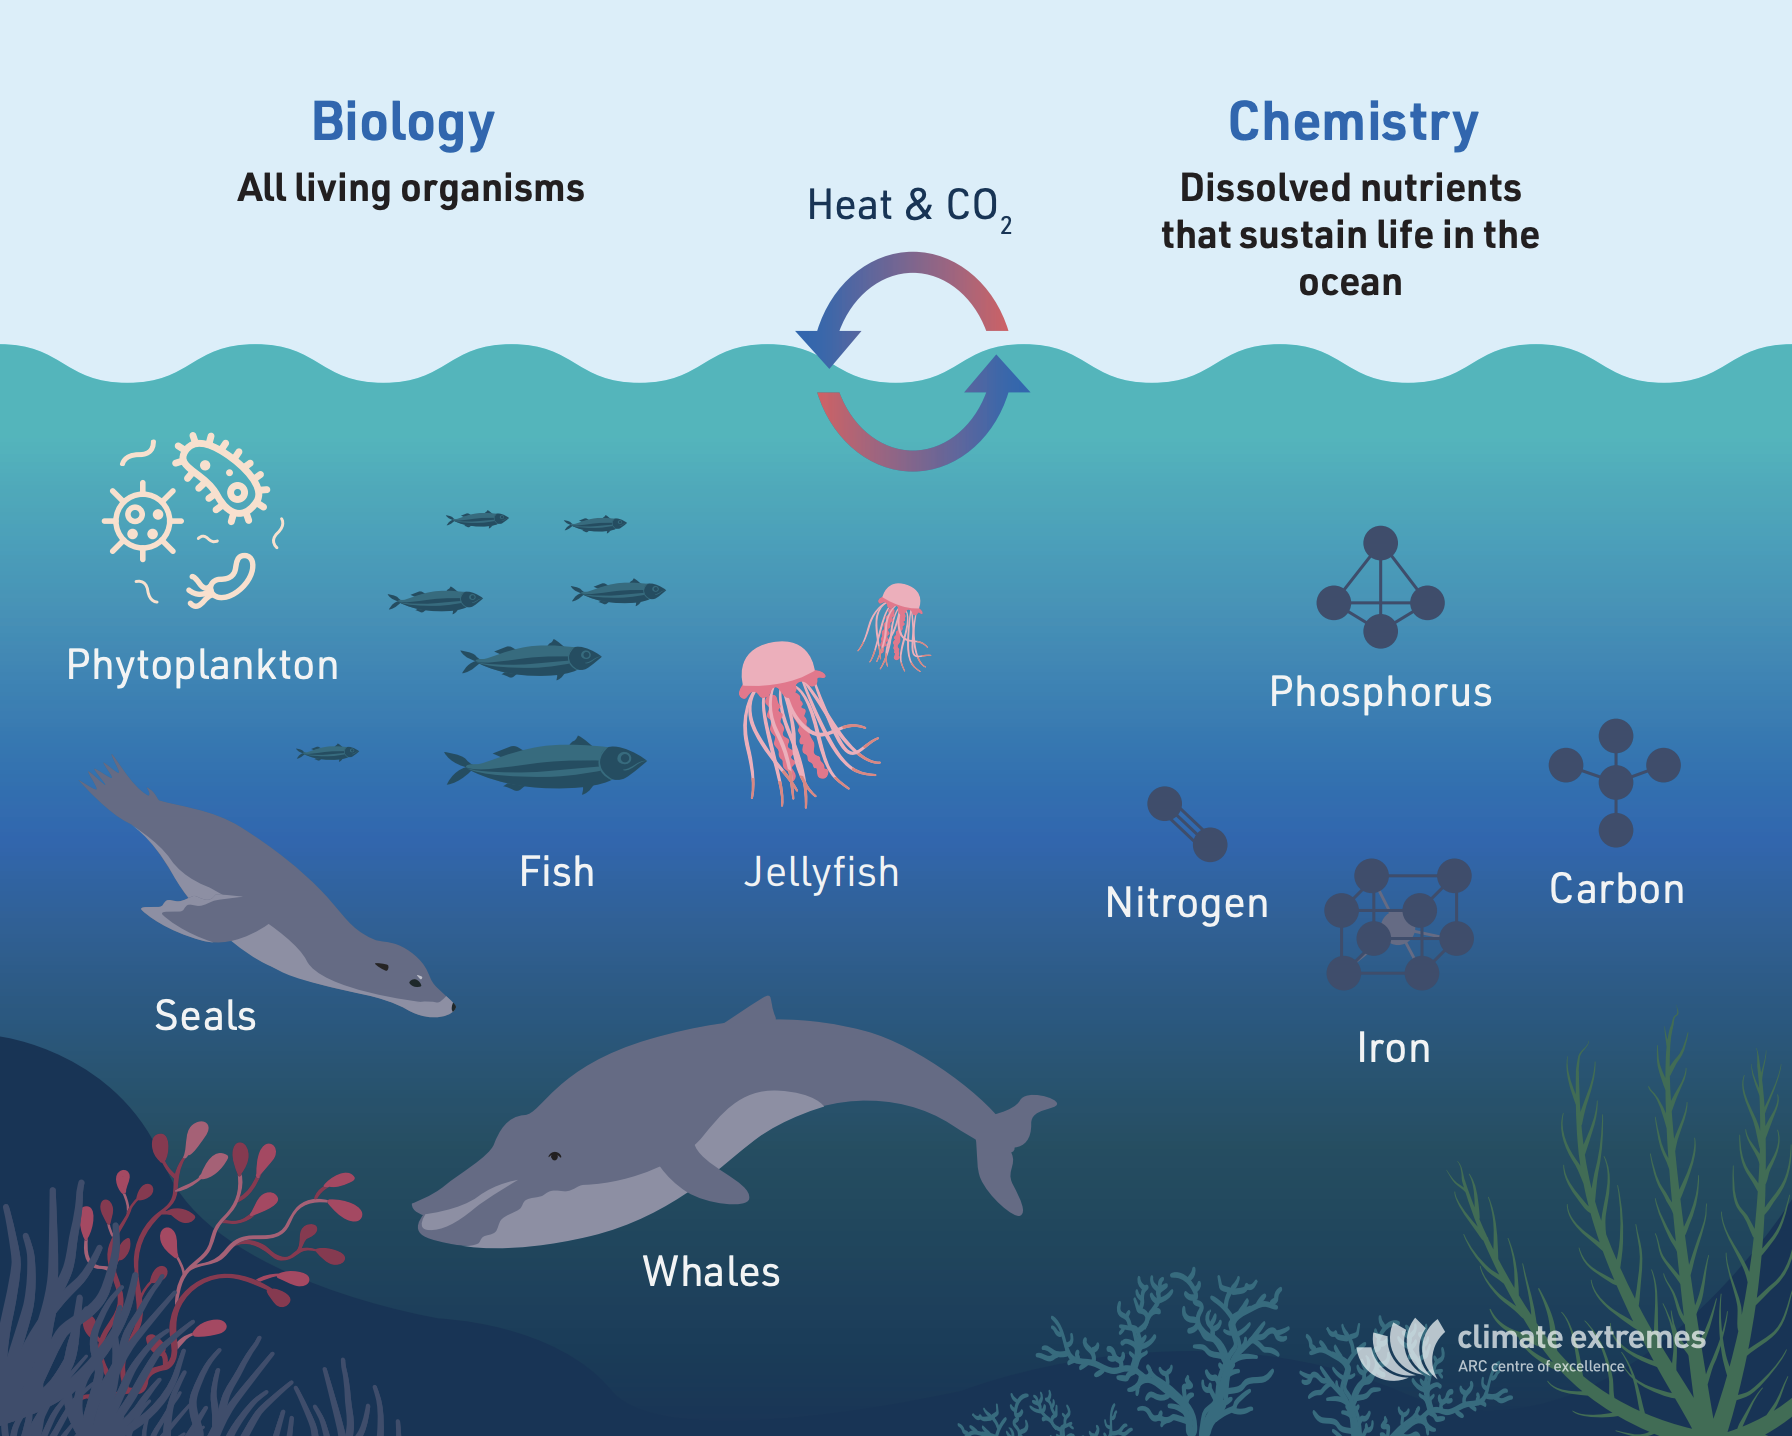 Biology
All living organisms
Heat & CO₂
Chemistry
Dissolved nutrients
that sustain life in the
ocean
Phytoplankton
Fish
Jellyfish
Seals
Whales
Phosphorus
Nitrogen
Carbon
Iron
climate extremes
ARC centre of excellence